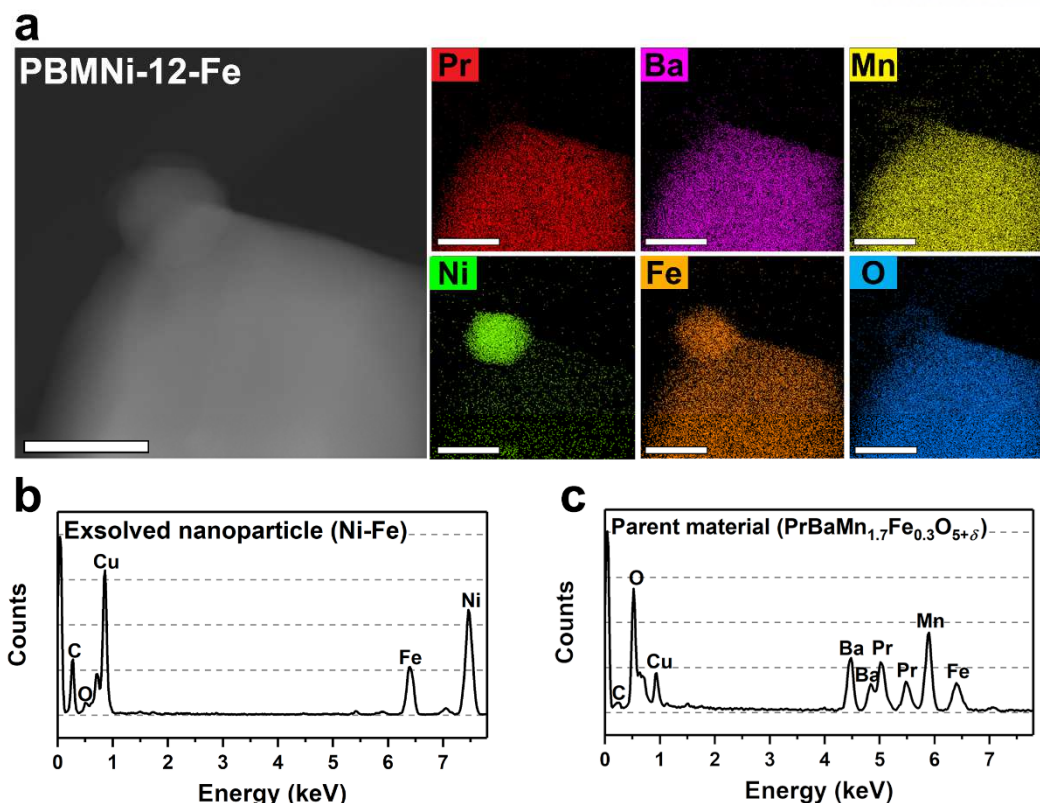 a
PBMNi-12-Fe
Pr
Ba
Mn
Ni
Fe
O
b
Exsolved nanoparticle (Ni-Fe)
Counts
C
O
Cu
Fe
Ni
0 1 2 3 4 5 6 7
Energy (keV)
c
Parent material (PrBaMn1.7Fe0.3O5+δ)
Counts
C
O
Cu
Ba
Ba
Pr
Pr
Mn
Fe
0 1 2 3 4 5 6 7
Energy (keV)